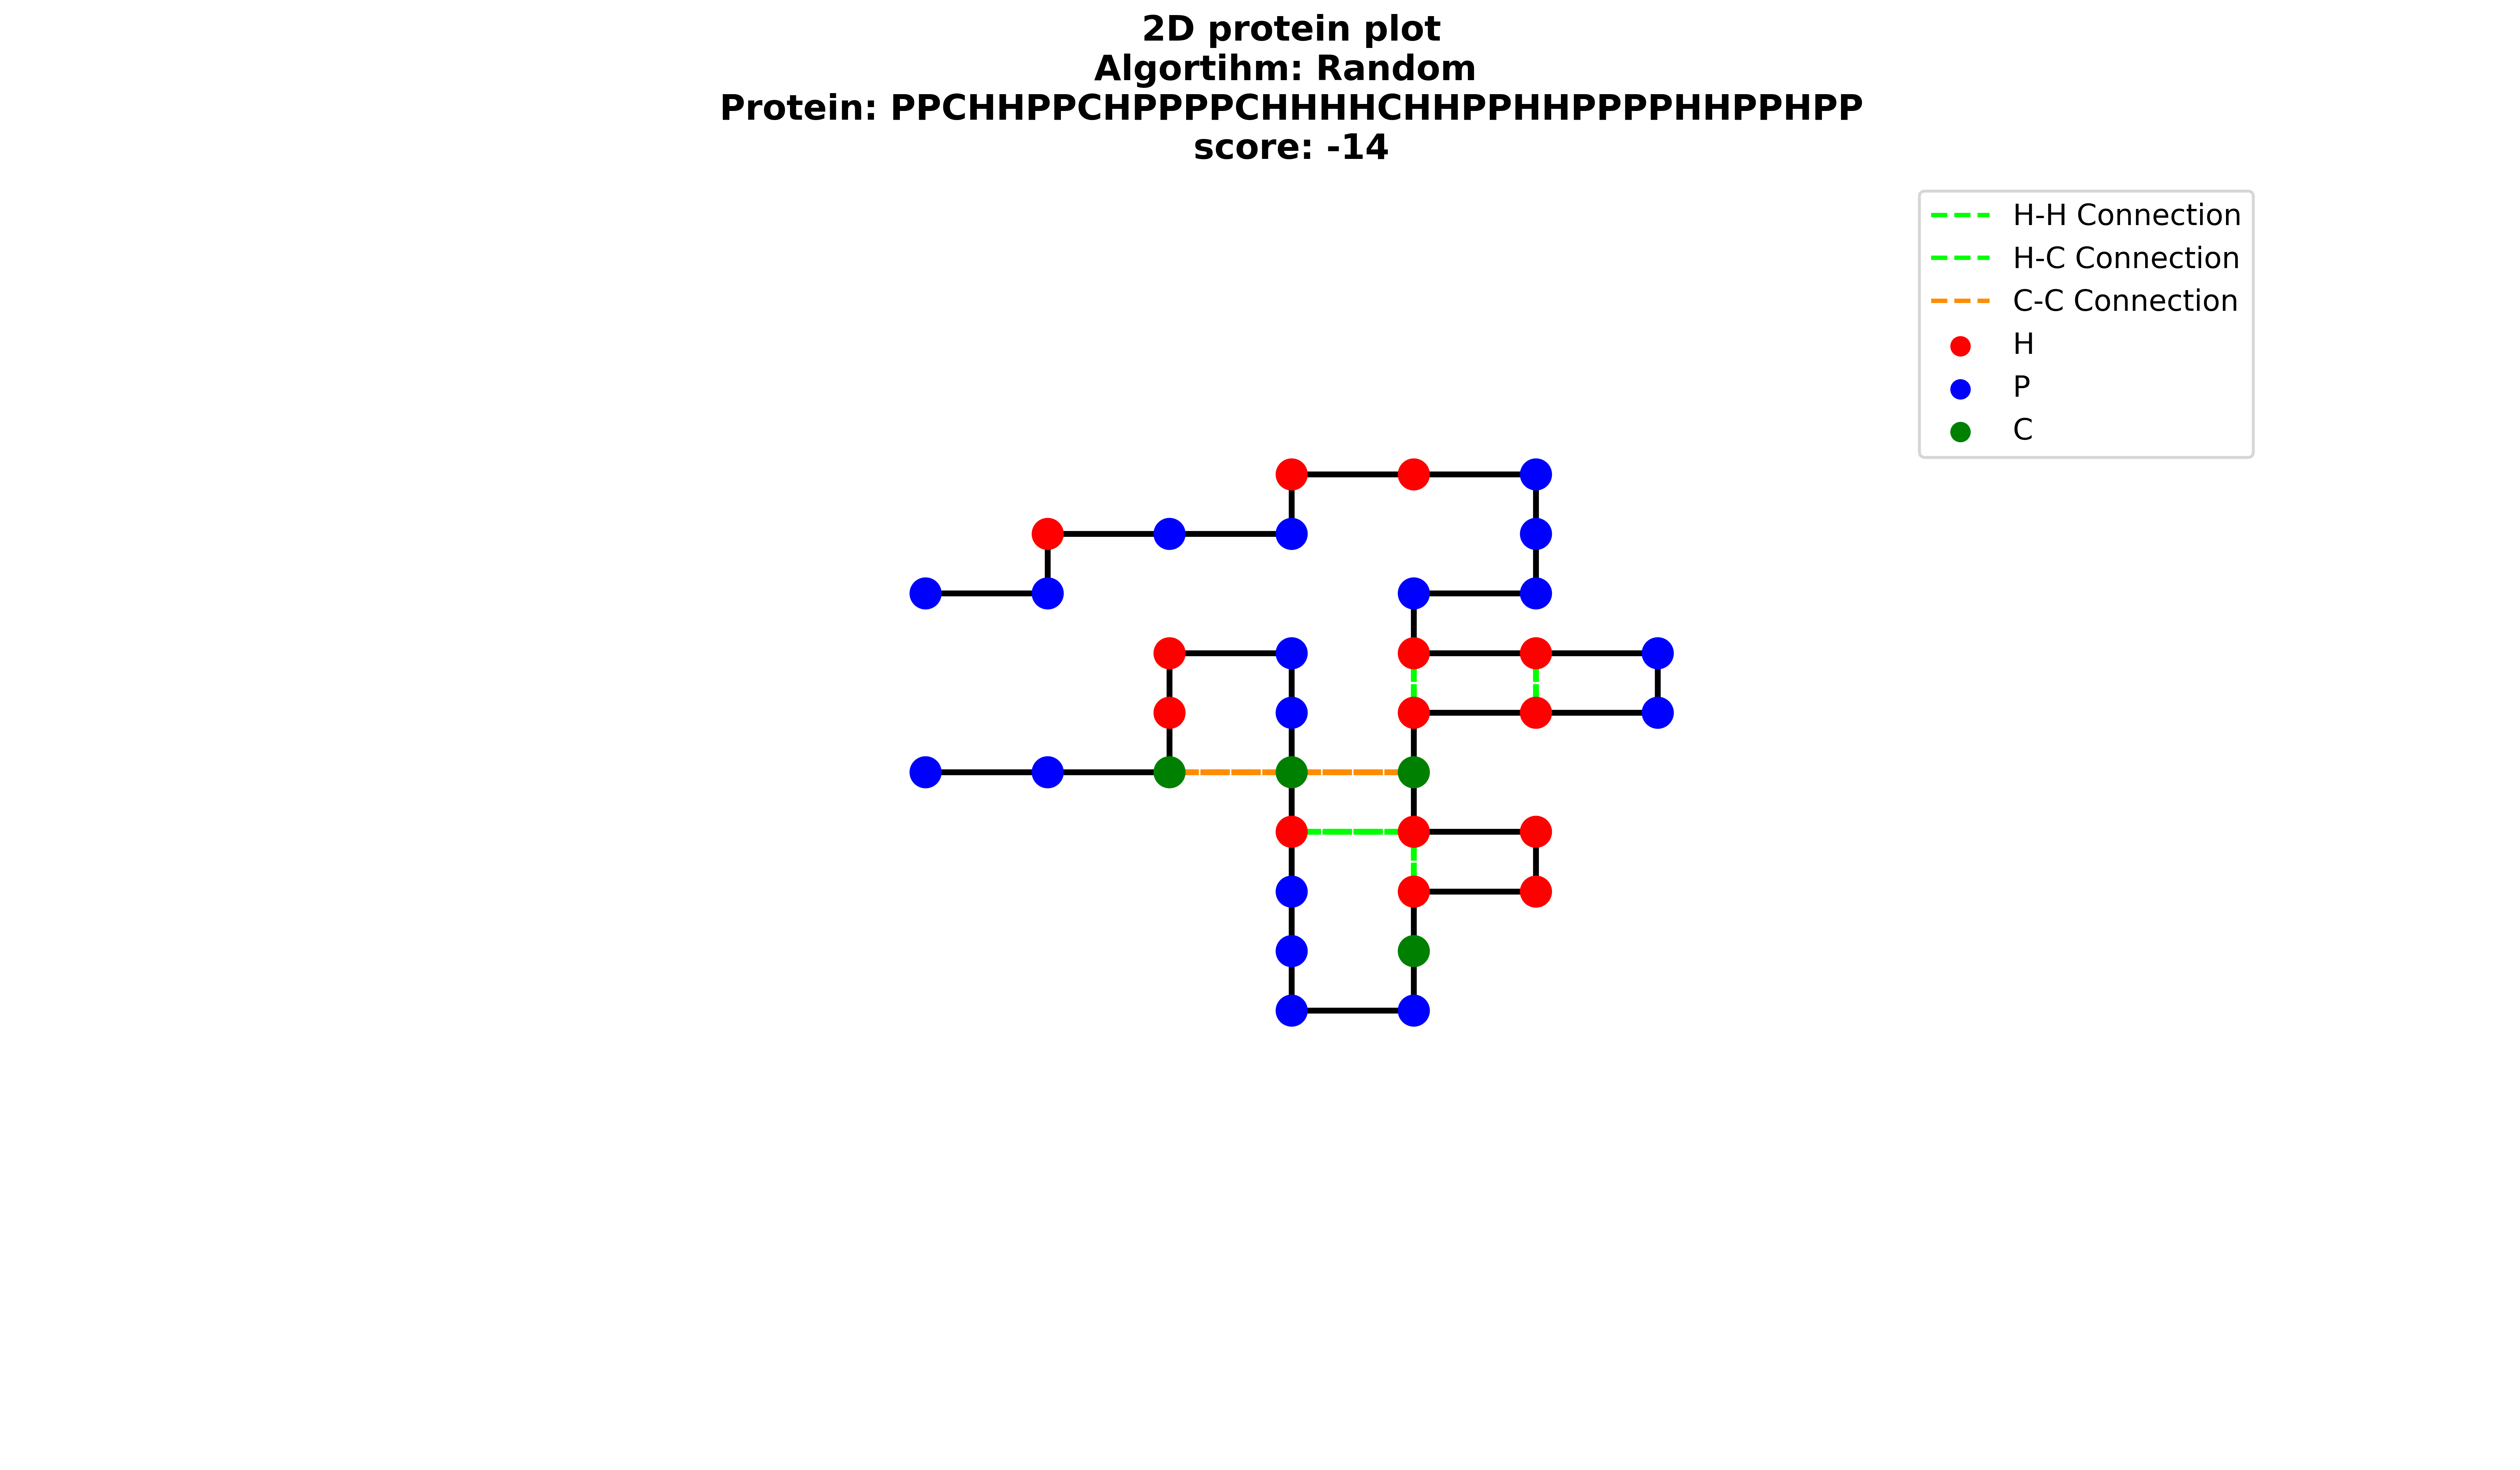 2D protein plot
Algortihm: Random
Protein: PPCHHPPCHPPPPCHHHHCHHPPHHPPPPHHPPHPP
score: -14
H-H Connection
H-C Connection
C-C Connection
H
P
C